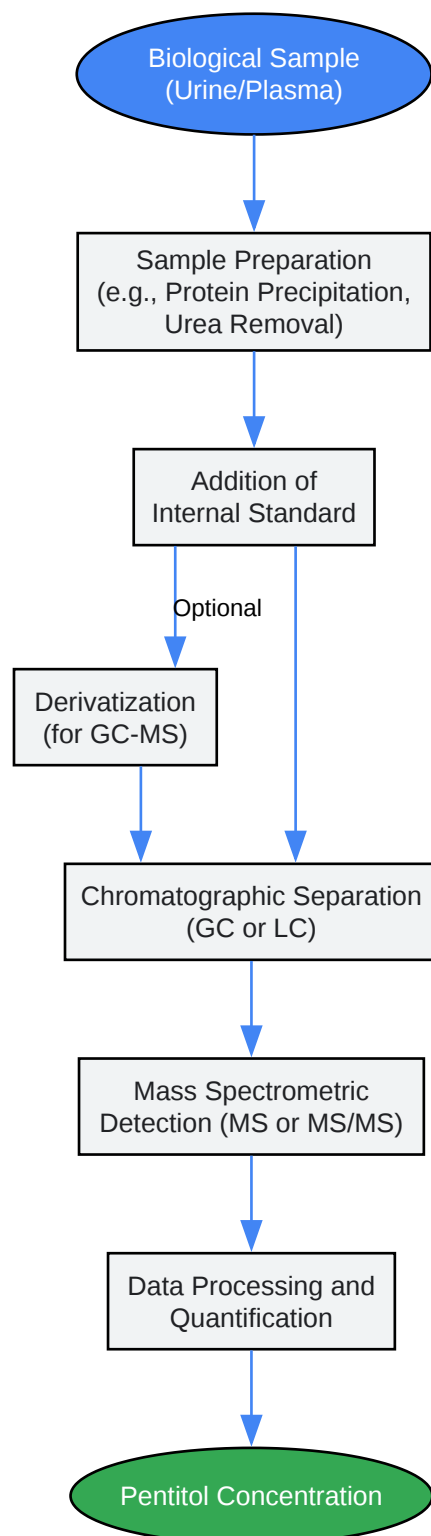 Biological Sample
(Urine/Plasma)
Sample Preparation
(e.g., Protein Precipitation,
Urea Removal)
Addition of
Internal Standard
Optional
Derivatization
(for GC-MS)
Chromatographic Separation
(GC or LC)
Mass Spectrometric
Detection (MS or MS/MS)
Data Processing and
Quantification
Pentitol Concentration